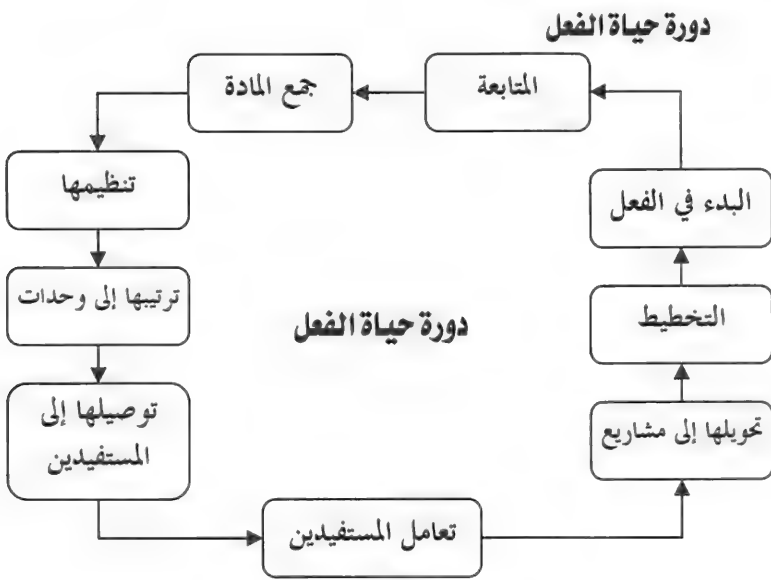 دورة حياة الفعل
المتابعة
جمع المادة
تنظيمها
ترتيبها إلى وحدات
توصيلها إلى
المستفيدين
تعامل المستفيدين
تحويلها إلى مشاريع
التخطيط
البدء في الفعل
دورة حياة الفعل